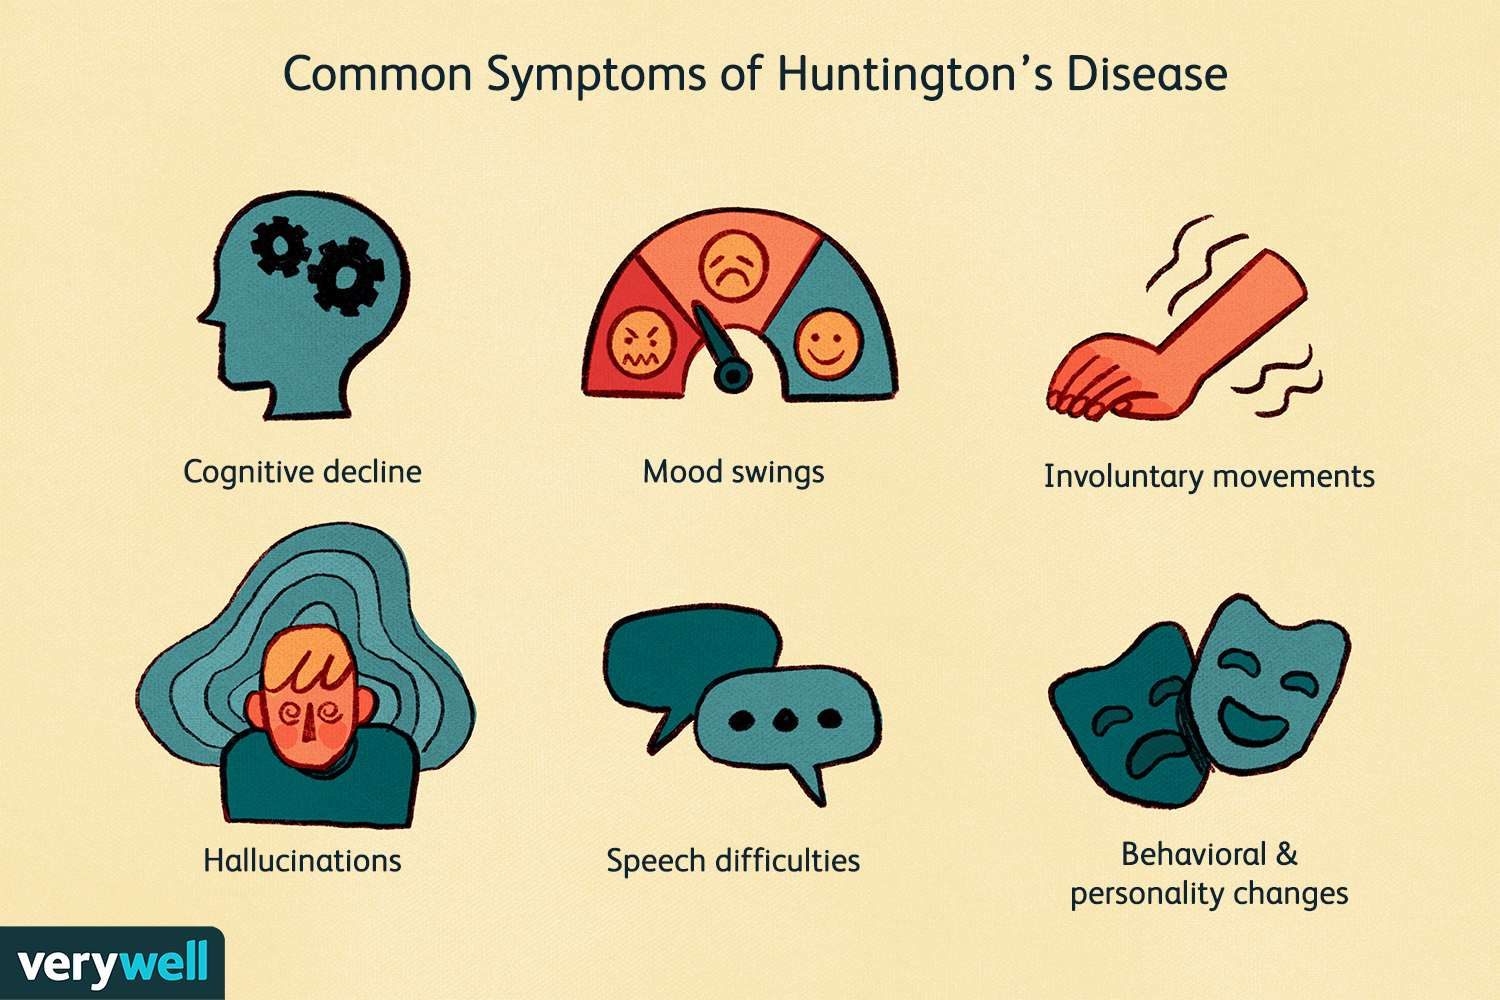 Common Symptoms of Huntington’s Disease
Cognitive decline
Mood swings
Involuntary movements
Hallucinations
Speech difficulties
Behavioral &
personality changes
verywell